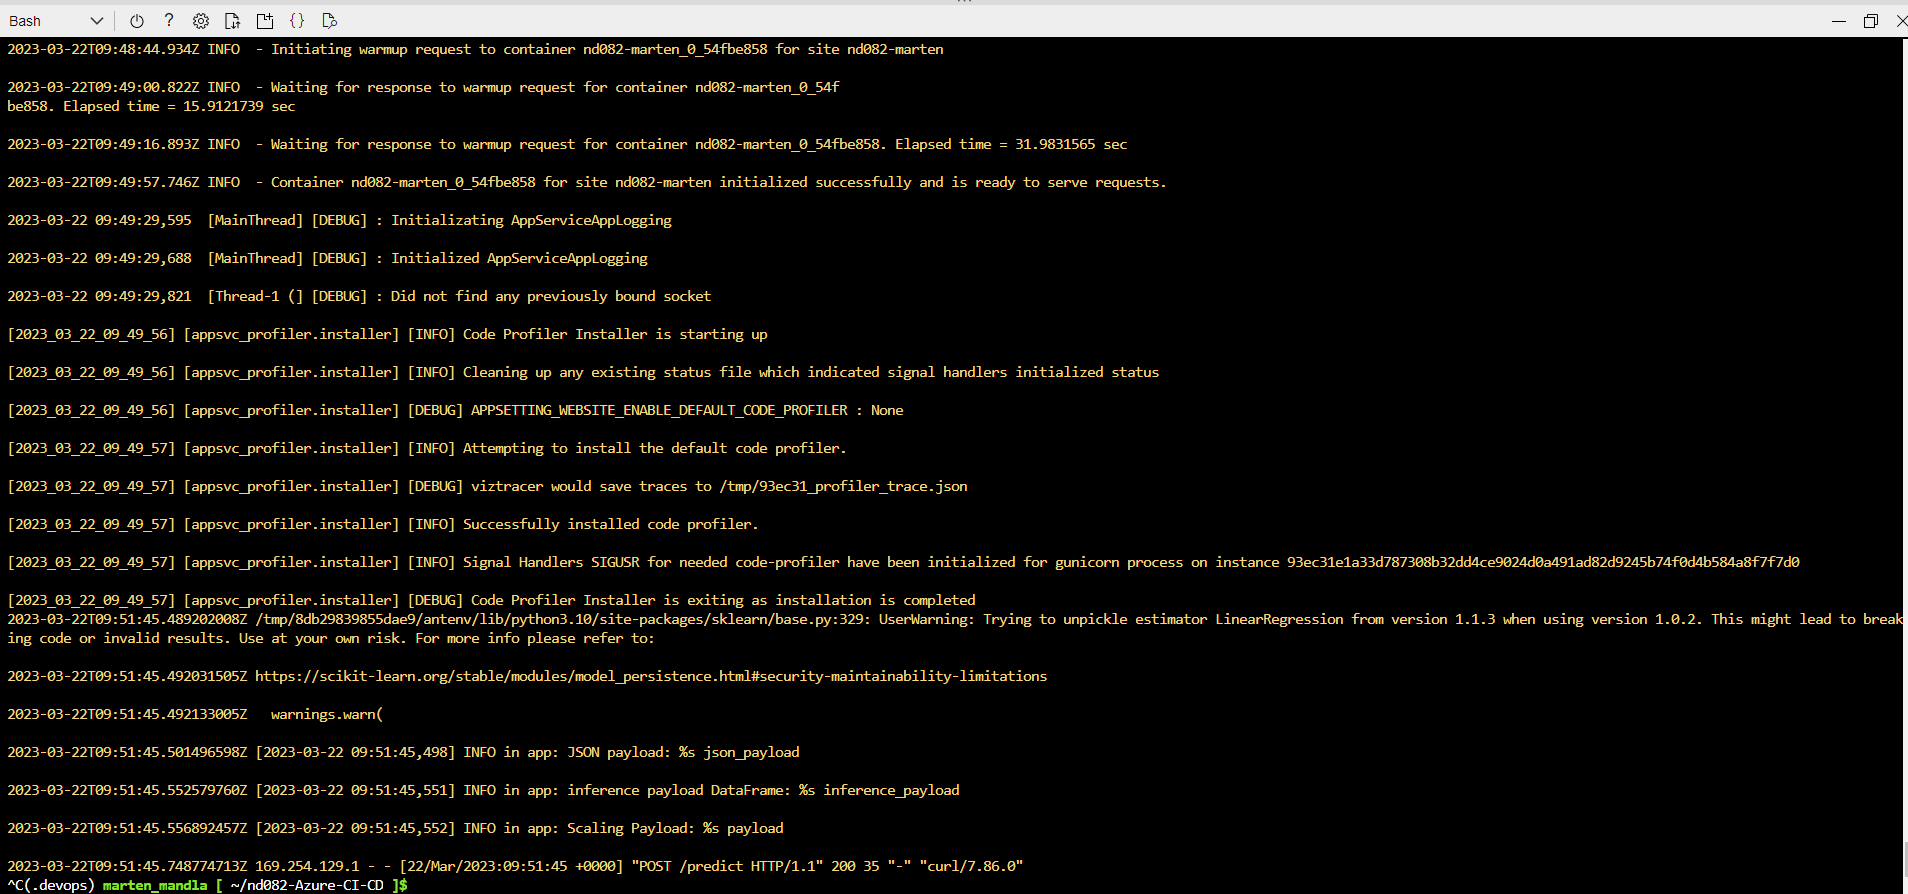 Bash
2023-03-22T09:48:44.934Z INFO  - Initiating warmup request to container nd082-marten_0_54fbe858 for site nd082-marten
2023-03-22T09:49:00.822Z INFO  - Waiting for response to warmup request for container nd082-marten_0_54f
be858. Elapsed time = 15.9121739 sec
2023-03-22T09:49:16.893Z INFO  - Waiting for response to warmup request for container nd082-marten_0_54fbe858. Elapsed time = 31.9831565 sec
2023-03-22T09:49:57.746Z INFO  - Container nd082-marten_0_54fbe858 for site nd082-marten initialized successfully and is ready to serve requests.
2023-03-22 09:49:29,595  [MainThread] [DEBUG] : Initializating AppServiceAppLogging
2023-03-22 09:49:29,688  [MainThread] [DEBUG] : Initialized AppServiceAppLogging
2023-03-22 09:49:29,821  [Thread-1 (] [DEBUG] : Did not find any previously bound socket
[2023_03_22_09_49_56] [appsvc_profiler.installer] [INFO] Code Profiler Installer is starting up
[2023_03_22_09_49_56] [appsvc_profiler.installer] [INFO] Cleaning up any existing status file which indicated signal handlers initialized status
[2023_03_22_09_49_56] [appsvc_profiler.installer] [DEBUG] APPSETTING_WEBSITE_ENABLE_DEFAULT_CODE_PROFILER : None
[2023_03_22_09_49_57] [appsvc_profiler.installer] [INFO] Attempting to install the default code profiler.
[2023_03_22_09_49_57] [appsvc_profiler.installer] [DEBUG] viztracer would save traces to /tmp/93ec31_profiler_trace.json
[2023_03_22_09_49_57] [appsvc_profiler.installer] [INFO] Successfully installed code profiler.
[2023_03_22_09_49_57] [appsvc_profiler.installer] [INFO] Signal Handlers SIGUSR for needed code-profiler have been initialized for gunicorn process on instance 93ec31e1a33d787308b32dd4ce9024d0a491ad82d9245b74f0d4b584a8f7f7d0
[2023_03_22_09_49_57] [appsvc_profiler.installer] [DEBUG] Code Profiler Installer is exiting as installation is completed
2023-03-22T09:51:45.489202008Z /tmp/8db29839855dae9/antenv/lib/python3.10/site-packages/sklearn/base.py:329: UserWarning: Trying to unpickle estimator LinearRegression from version 1.1.3 when using version 1.0.2. This might lead to break
ing code or invalid results. Use at your own risk. For more info please refer to:
2023-03-22T09:51:45.492031505Z https://scikit-learn.org/stable/modules/model_persistence.html#security-maintainability-limitations
2023-03-22T09:51:45.492133005Z   warnings.warn(
2023-03-22T09:51:45.501496598Z [2023-03-22 09:51:45,498] INFO in app: JSON payload: %s json_payload
2023-03-22T09:51:45.552579760Z [2023-03-22 09:51:45,551] INFO in app: inference payload DataFrame: %s inference_payload
2023-03-22T09:51:45.556892457Z [2023-03-22 09:51:45,552] INFO in app: Scaling Payload: %s payload
2023-03-22T09:51:45.748774713Z 169.254.129.1 - - [22/Mar/2023:09:51:45 +0000] "POST /predict HTTP/1.1" 200 35 "-" "curl/7.86.0"
^C(.devops) marten_mandla [ ~/nd082-Azure-CI-CD ]$